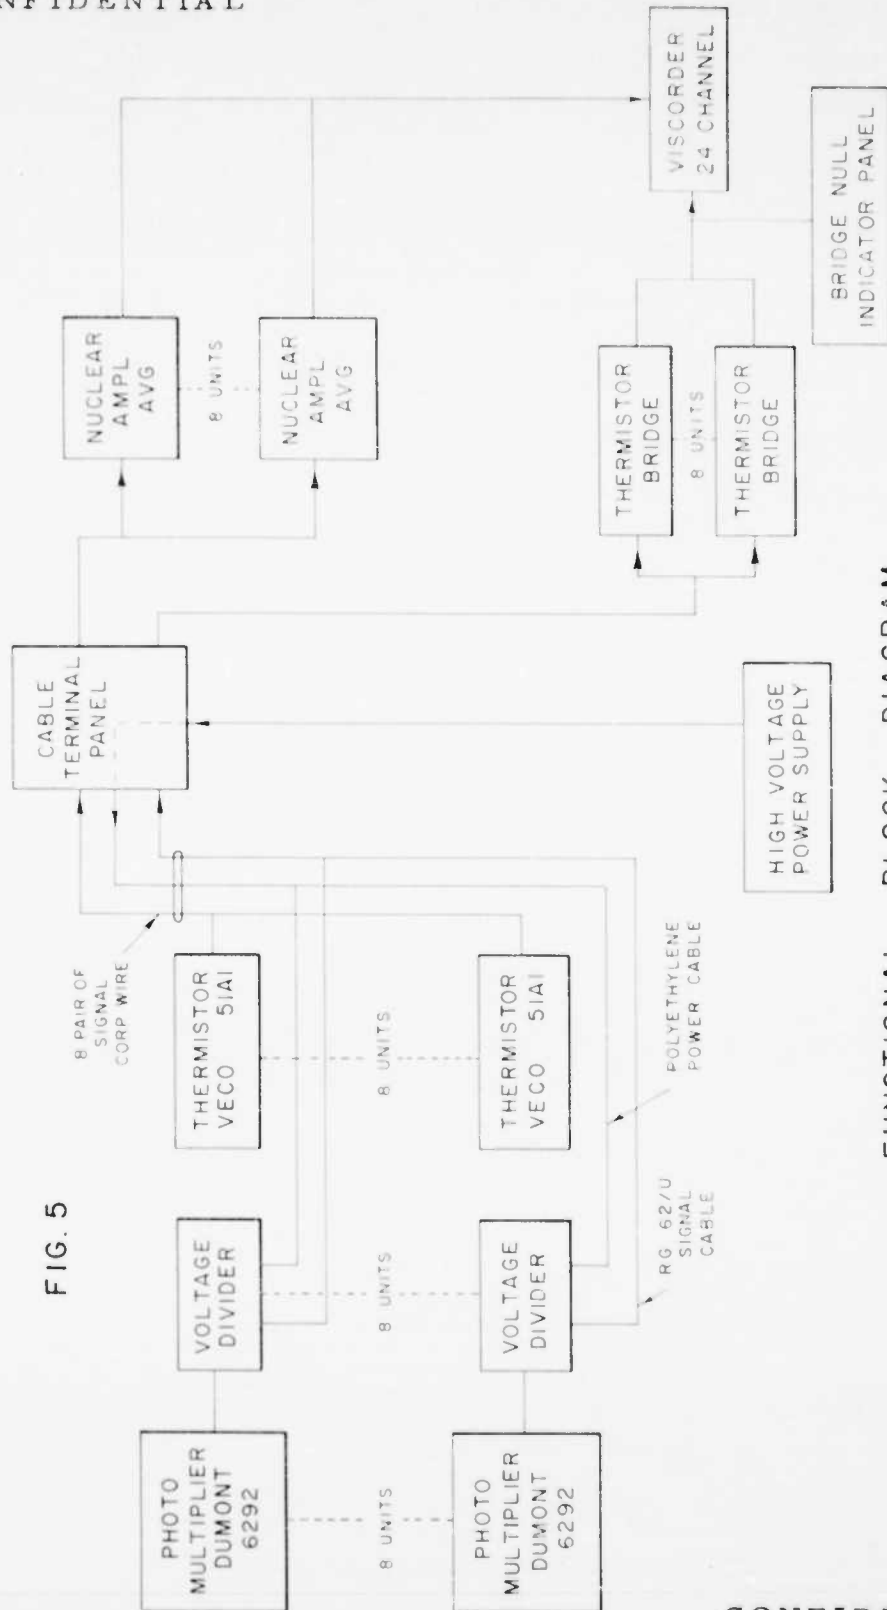 NFIDENTIAL
FIG. 5
PHOTO
MULTIPLIER
DUMONT
6292
8 UNITS
PHOTO
MULTIPLIER
DUMONT
6292
VOLTAGE
DIVIDER
8 UNITS
VOLTAGE
DIVIDER
RG 62/U
SIGNAL
CABLE
8 PAIR OF
SIGNAL
CORP WIRE
THERMISTOR
VECO 51A1
8 UNITS
THERMISTOR
VECO 51A1
POLYETHYLENE
POWER CABLE
CABLE
TERMINAL
PANEL
HIGH VOLTAGE
POWER SUPPLY
NUCLEAR
AMPL
AVG
8 UNITS
NUCLEAR
AMPL
AVG
THERMISTOR
BRIDGE
8 UNITS
THERMISTOR
BRIDGE
VISCORDER
24 CHANNEL
BRIDGE NULL
INDICATOR PANEL
FUNCTIONAL BLOCK DIAGRAM